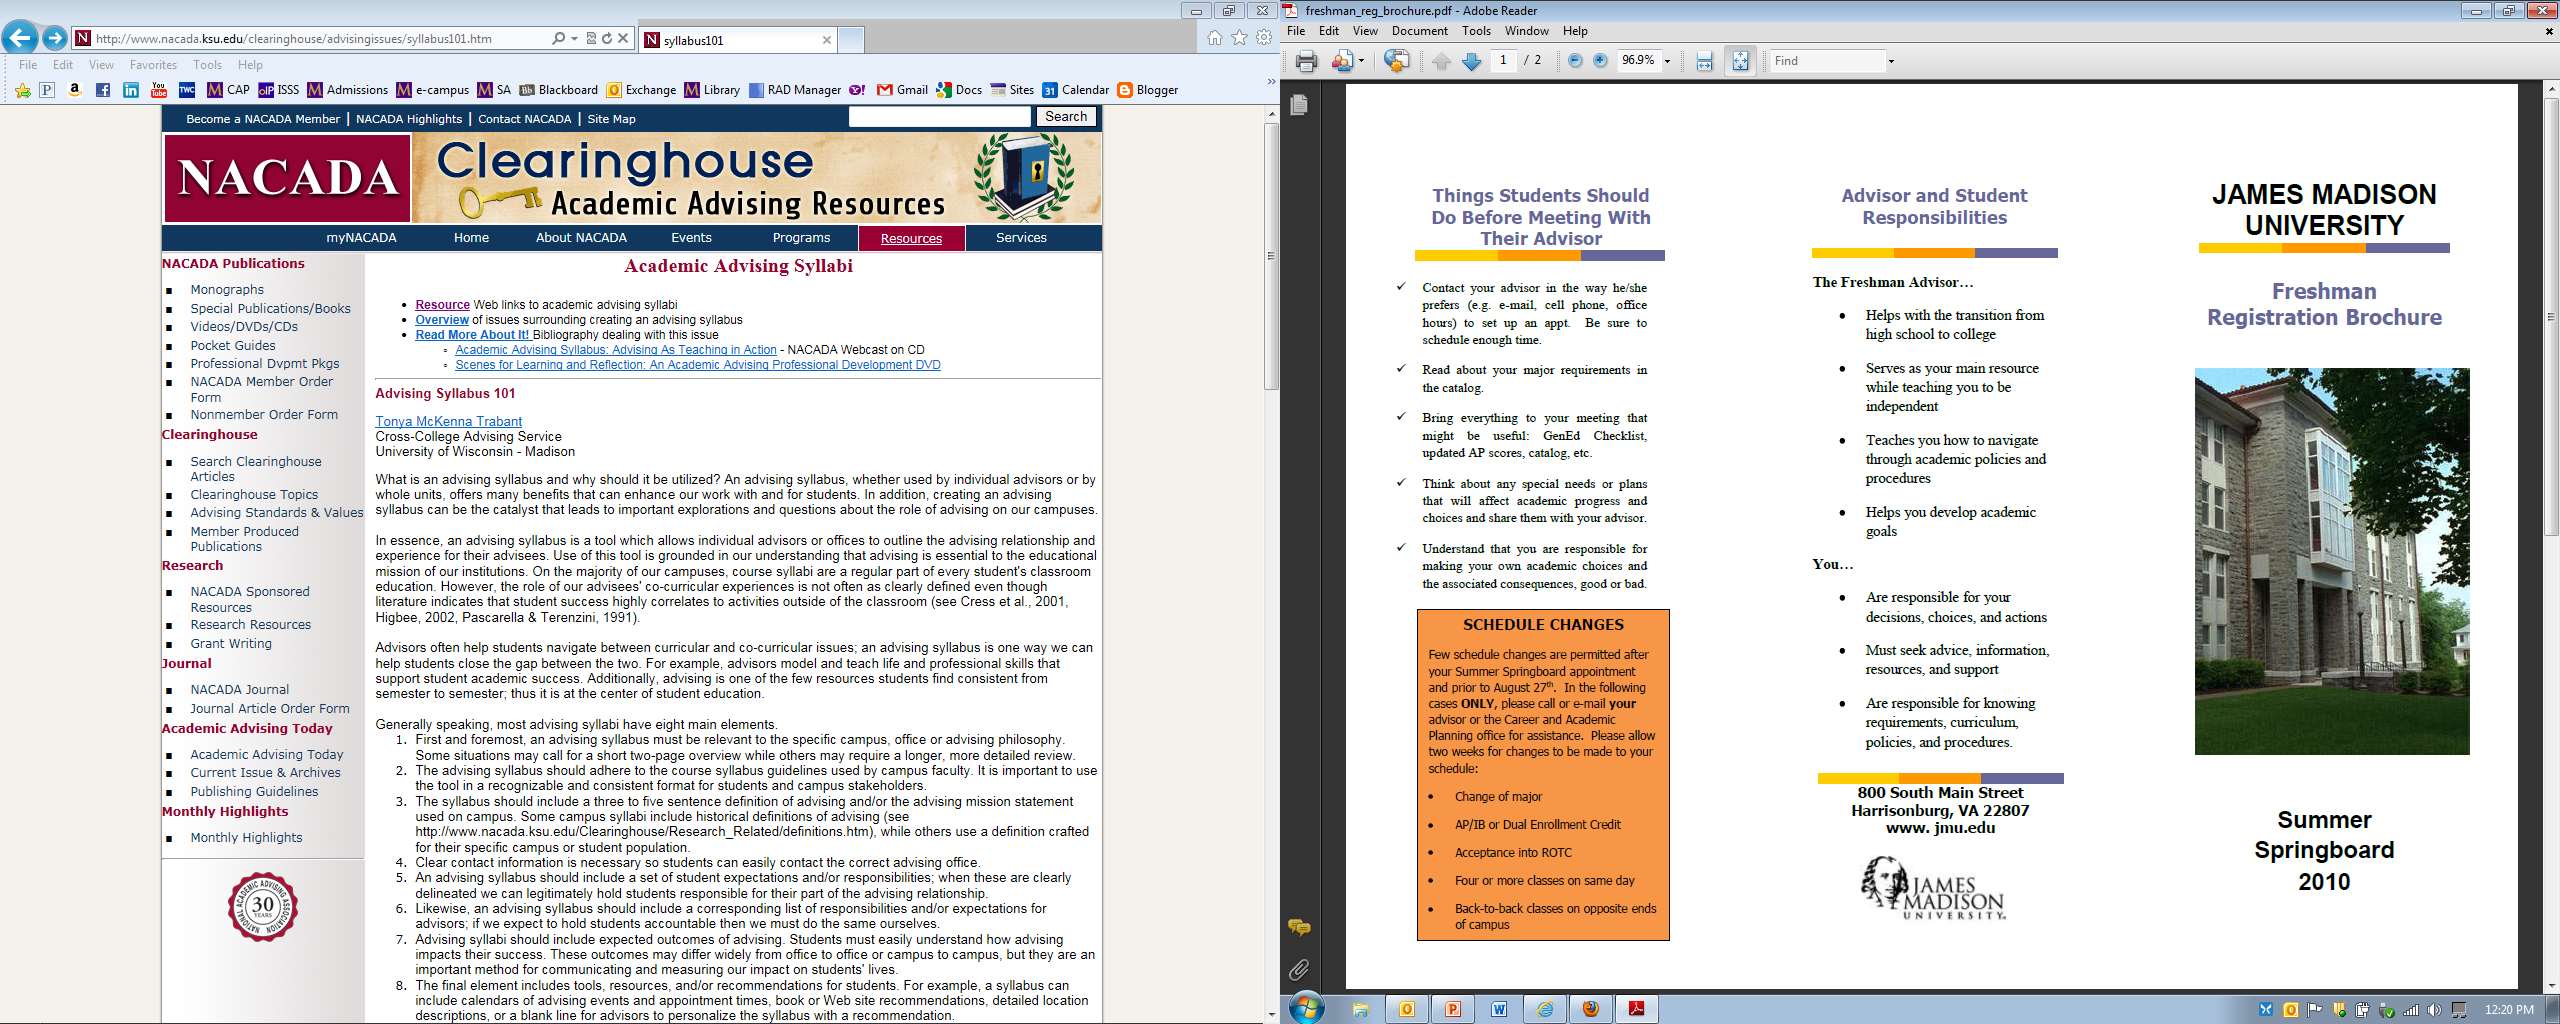 http://www.nacada.ksu.edu/clearinghouse/advisingissues/syllabus101.htm
syllabus101
File Edit View Favorites Tools Help
CAP ISSS Admissions e-campus SA Blackboard Exchange Library RAD Manager Gmail Docs Sites Calendar Blogger
Become a NACADA Member | NACADA Highlights | Contact NACADA | Site Map
Search
NACADA
Clearinghouse
Academic Advising Resources
myNACADA Home About NACADA Events Programs Resources Services
NACADA Publications
Monographs
Special Publications/Books
Videos/DVDs/CDs
Pocket Guides
Professional Dvpmt Pkgs
NACADA Member Order
Form
Nonmember Order Form
Clearinghouse
Search Clearinghouse
Articles
Clearinghouse Topics
Advising Standards & Values
Member Produced
Publications
Research
NACADA Sponsored
Resources
Research Resources
Grant Writing
Journal
NACADA Journal
Journal Article Order Form
Academic Advising Today
Academic Advising Today
Current Issue & Archives
Publishing Guidelines
Monthly Highlights
Monthly Highlights
NATIONAL ACADEMIC ADVISING ASSOCIATION
30
YEARS
Academic Advising Syllabi
• Resource Web links to academic advising syllabi
• Overview of issues surrounding creating an advising syllabus
• Read More About It! Bibliography dealing with this issue
◦ Academic Advising Syllabus: Advising As Teaching in Action - NACADA Webcast on CD
◦ Scenes for Learning and Reflection: An Academic Advising Professional Development DVD
Advising Syllabus 101
Tonya McKenna Trabant
Cross-College Advising Service
University of Wisconsin - Madison
What is an advising syllabus and why should it be utilized? An advising syllabus, whether used by individual advisors or by
whole units, offers many benefits that can enhance our work with and for students. In addition, creating an advising
syllabus can be the catalyst that leads to important explorations and questions about the role of advising on our campuses.
In essence, an advising syllabus is a tool which allows individual advisors or offices to outline the advising relationship and
experience for their advisees. Use of this tool is grounded in our understanding that advising is essential to the educational
mission of our institutions. On the majority of our campuses, course syllabi are a regular part of every student's classroom
education. However, the role of our advisees' co-curricular experiences is not often as clearly defined even though
literature indicates that student success highly correlates to activities outside of the classroom (see Cress et al., 2001,
Higbee, 2002, Pascarella & Terenzini, 1991).
Advisors often help students navigate between curricular and co-curricular issues; an advising syllabus is one way we can
help students close the gap between the two. For example, advisors model and teach life and professional skills that
support student academic success. Additionally, advising is one of the few resources students find consistent from
semester to semester; thus it is at the center of student education.
Generally speaking, most advising syllabi have eight main elements.
1. First and foremost, an advising syllabus must be relevant to the specific campus, office or advising philosophy.
Some situations may call for a short two-page overview while others may require a longer, more detailed review.
2. The advising syllabus should adhere to the course syllabus guidelines used by campus faculty. It is important to use
the tool in a recognizable and consistent format for students and campus stakeholders.
3. The syllabus should include a three to five sentence definition of advising and/or the advising mission statement
used on campus. Some campus syllabi include historical definitions of advising (see
http://www.nacada.ksu.edu/Clearinghouse/Research_Related/definitions.htm), while others use a definition crafted
for their specific campus or student population.
4. Clear contact information is necessary so students can easily contact the correct advising office.
5. An advising syllabus should include a set of student expectations and/or responsibilities; when these are clearly
delineated we can legitimately hold students responsible for their part of the advising relationship.
6. Likewise, an advising syllabus should include a corresponding list of responsibilities and/or expectations for
advisors; if we expect to hold students accountable then we must do the same ourselves.
7. Advising syllabi should include expected outcomes of advising. Students must easily understand how advising
impacts their success. These outcomes may differ widely from office to office or campus to campus, but they are an
important method for communicating and measuring our impact on students' lives.
8. The final element includes tools, resources, and/or recommendations for students. For example, a syllabus can
include calendars of advising events and appointment times, book or Web site recommendations, detailed location
descriptions, or a blank line for advisors to personalize the syllabus with a recommendation.
freshman_reg_brochure.pdf - Adobe Reader
File Edit View Document Tools Window Help
1 / 2 96.9% Find
Things Students Should
Do Before Meeting With
Their Advisor
✓ Contact your advisor in the way he/she
prefers (e.g. e-mail, cell phone, office
hours) to set up an appt. Be sure to
schedule enough time.
✓ Read about your major requirements in
the catalog.
✓ Bring everything to your meeting that
might be useful: GenEd Checklist,
updated AP scores, catalog, etc.
✓ Think about any special needs or plans
that will affect academic progress and
choices and share them with your advisor.
✓ Understand that you are responsible for
making your own academic choices and
the associated consequences, good or bad.
SCHEDULE CHANGES
Few schedule changes are permitted after
your Summer Springboard appointment
and prior to August 27th. In the following
cases ONLY, please call or e-mail your
advisor or the Career and Academic
Planning office for assistance. Please allow
two weeks for changes to be made to your
schedule:
• Change of major
• AP/IB or Dual Enrollment Credit
• Acceptance into ROTC
• Four or more classes on same day
• Back-to-back classes on opposite ends
of campus
Advisor and Student
Responsibilities
The Freshman Advisor…
• Helps with the transition from
high school to college
• Serves as your main resource
while teaching you to be
independent
• Teaches you how to navigate
through academic policies and
procedures
• Helps you develop academic
goals
You…
• Are responsible for your
decisions, choices, and actions
• Must seek advice, information,
resources, and support
• Are responsible for knowing
requirements, curriculum,
policies, and procedures.
800 South Main Street
Harrisonburg, VA 22807
www. jmu.edu
JAMES
MADISON
UNIVERSITY.
JAMES MADISON
UNIVERSITY
Freshman
Registration Brochure
Summer
Springboard
2010
12:20 PM